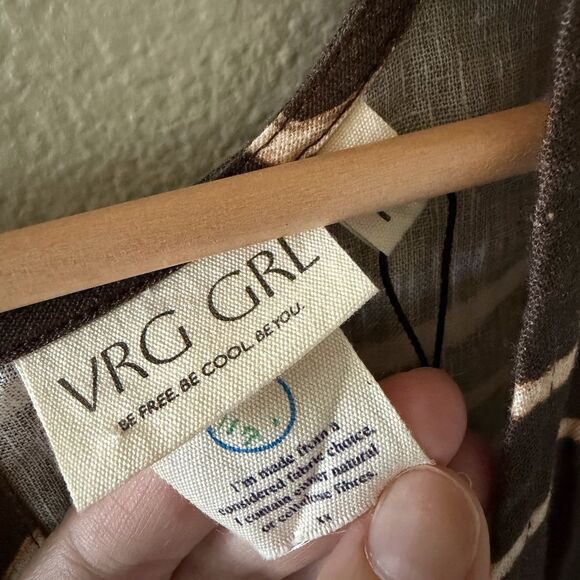 VRG GRL
BE FREE. BE COOL. BE YOU.
I'm made from a
considered fabric choice.
I contain either natural
or cellulose fibres.